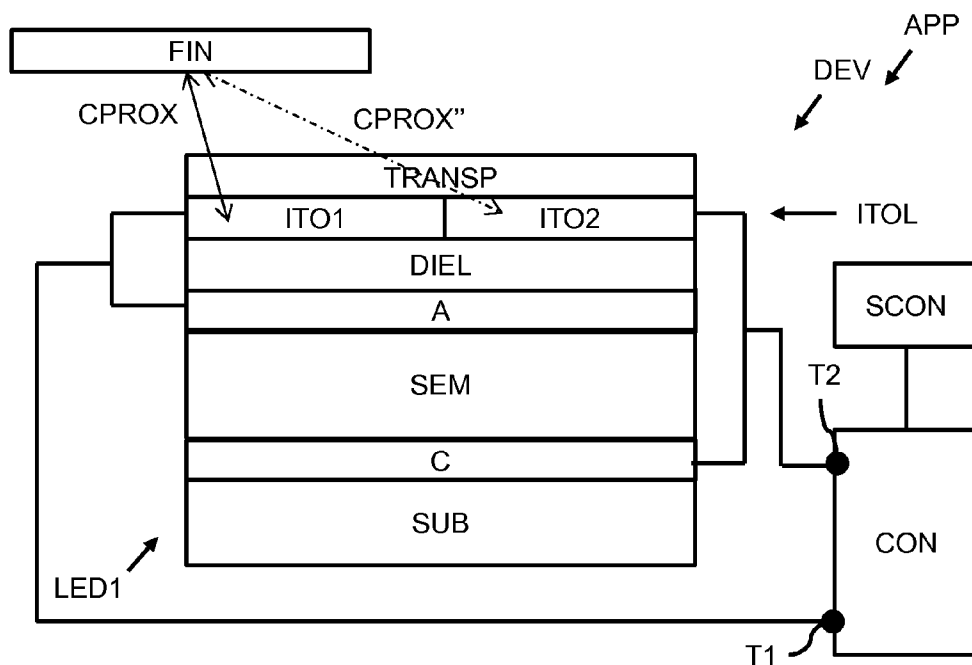 FIN
APP
DEV
CPROX
CPROX"
TRANSP
ITO1
ITO2
ITOL
DIEL
A
SCON
SEM
T2
C
SUB
CON
LED1
T1